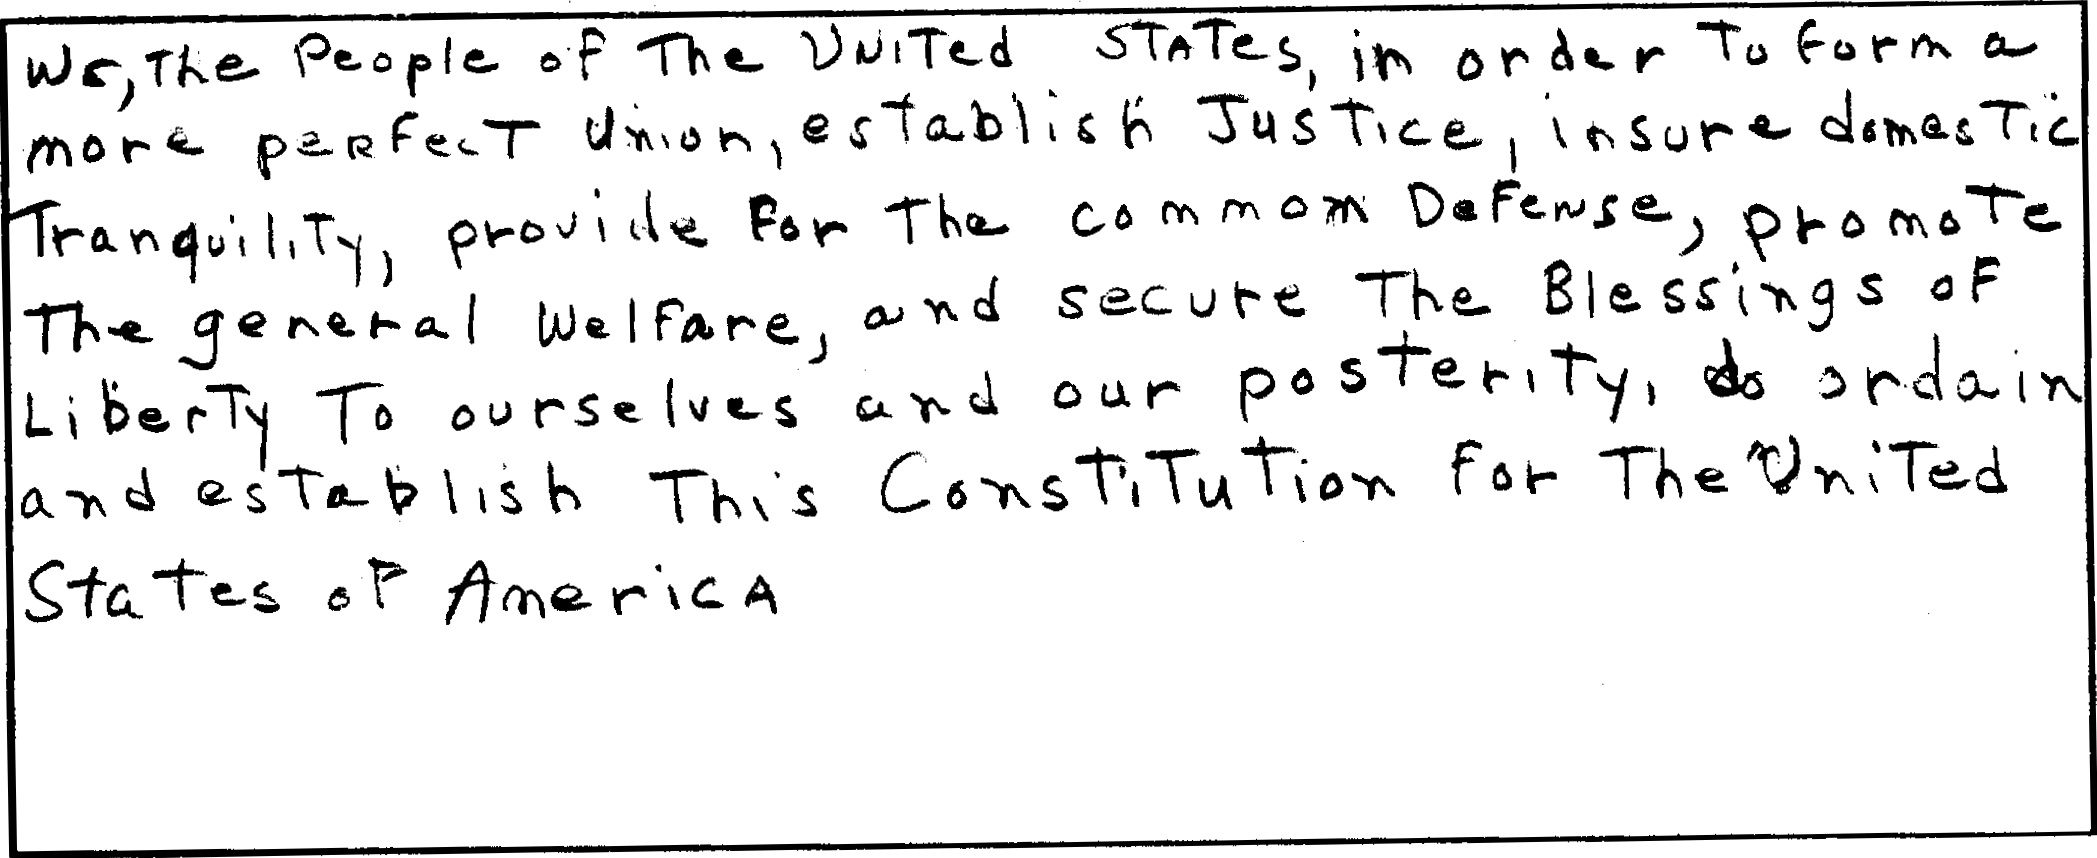 We, The People of The United States, in order To form a
more perfect Union, establish Justice, insure domestic
Tranquility, provide For The common Defense, promote
The general Welfare, and secure The Blessings of
Liberty To ourselves and our posterity, do ordain
and establish This Constitution For The United
States of America